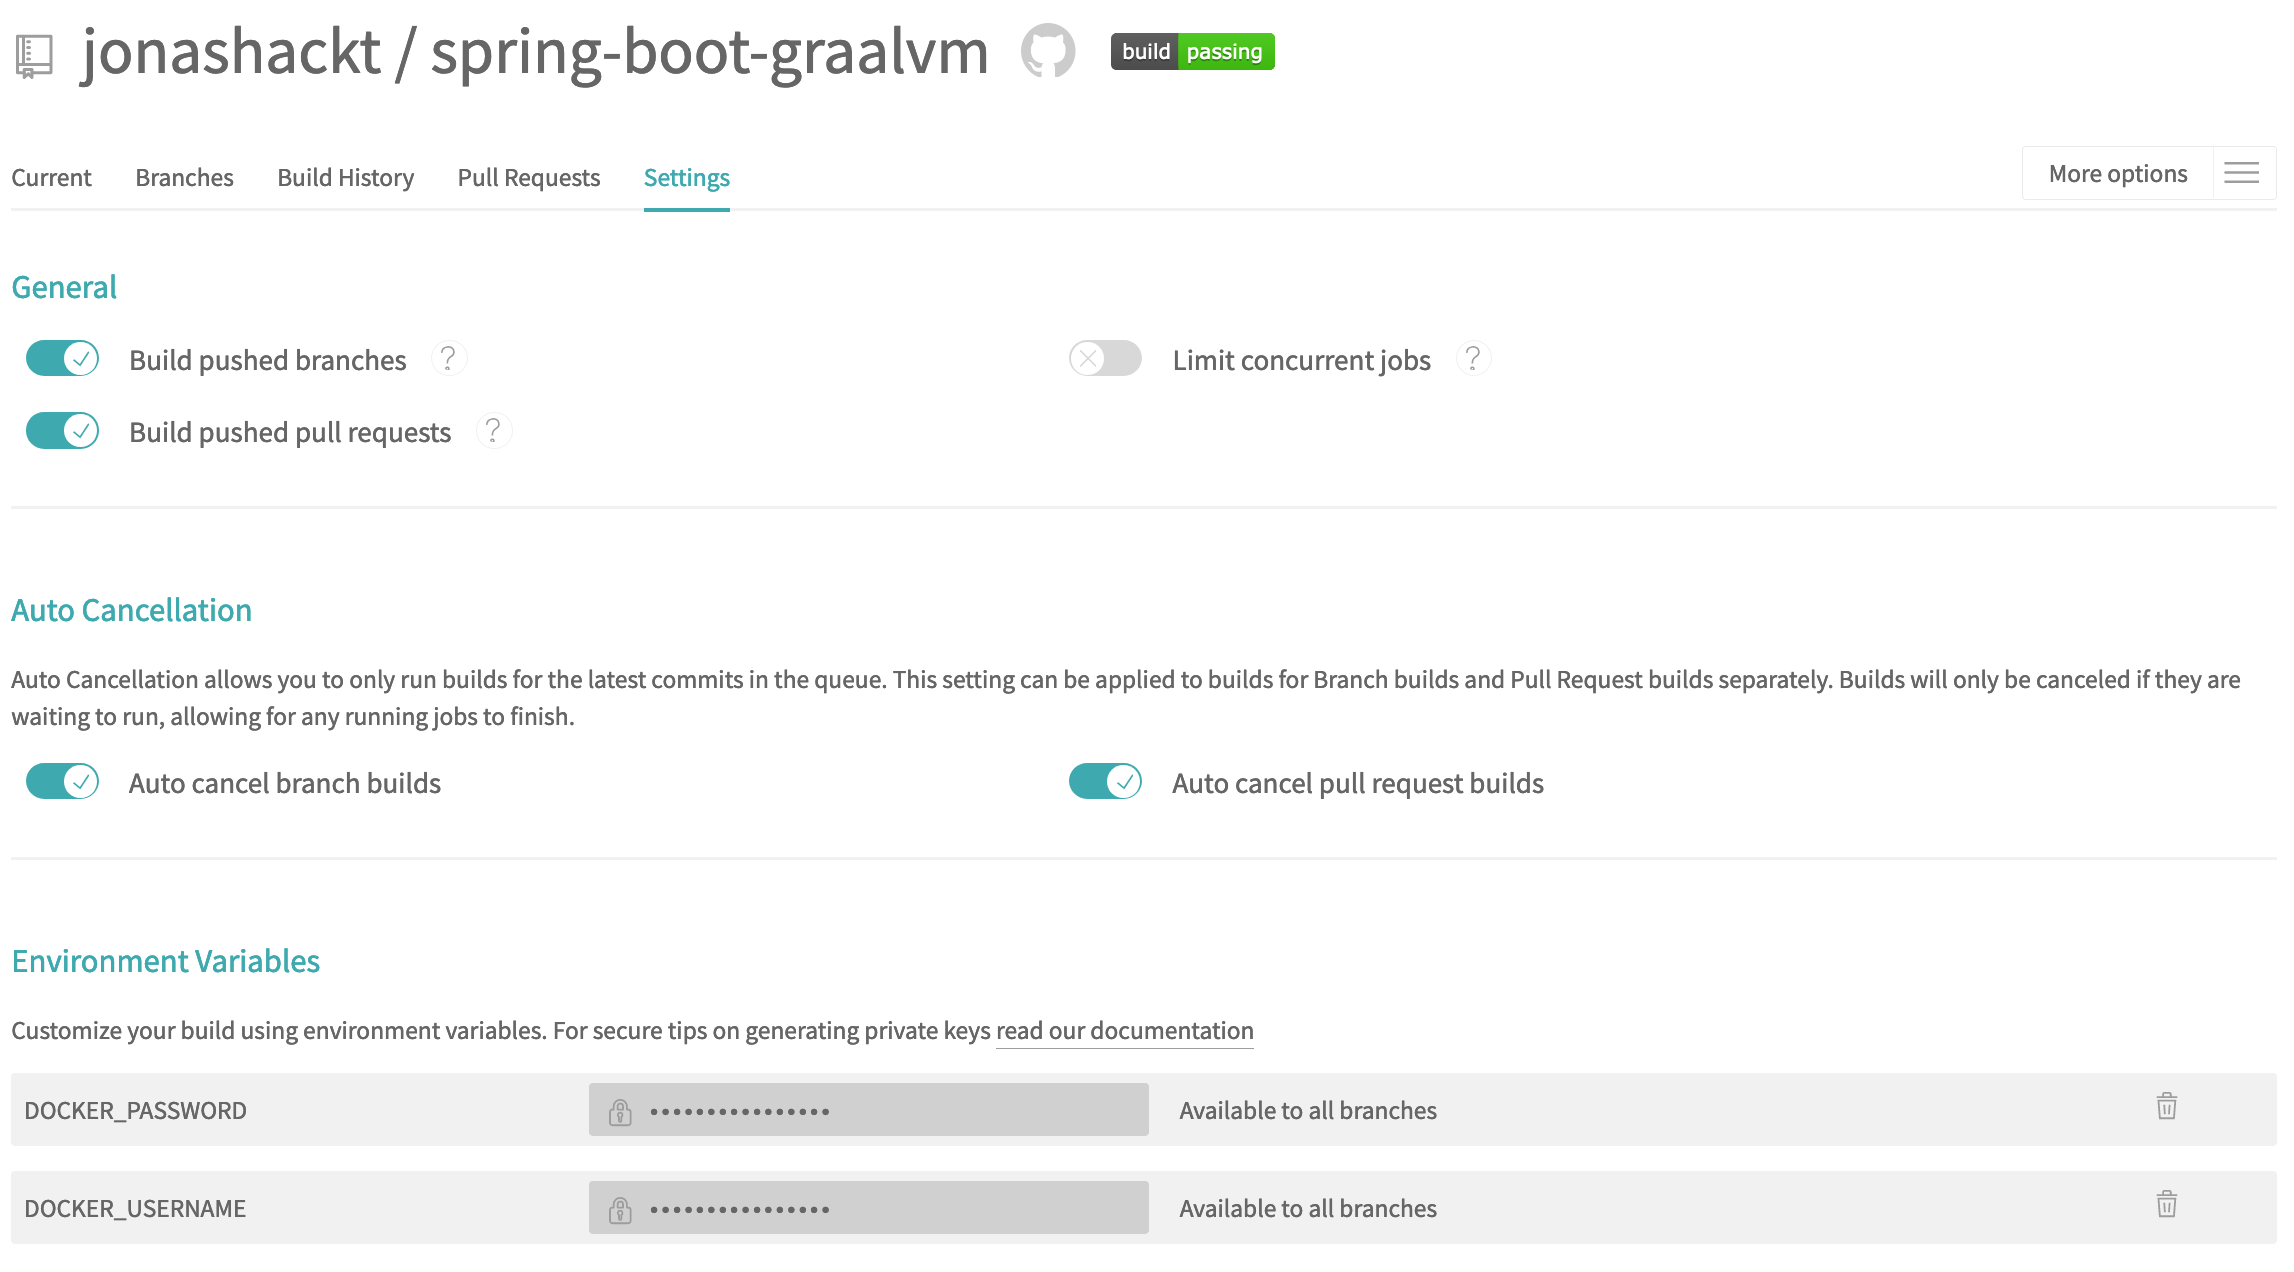 jonashackt / spring-boot-graalvm build passing
Current Branches Build History Pull Requests Settings More options
General
Build pushed branches ? Limit concurrent jobs ?
Build pushed pull requests ?
Auto Cancellation
Auto Cancellation allows you to only run builds for the latest commits in the queue. This setting can be applied to builds for Branch builds and Pull Request builds separately. Builds will only be canceled if they are
waiting to run, allowing for any running jobs to finish.
Auto cancel branch builds Auto cancel pull request builds
Environment Variables
Customize your build using environment variables. For secure tips on generating private keys read our documentation
DOCKER_PASSWORD •••••••••••••••• Available to all branches
DOCKER_USERNAME •••••••••••••••• Available to all branches